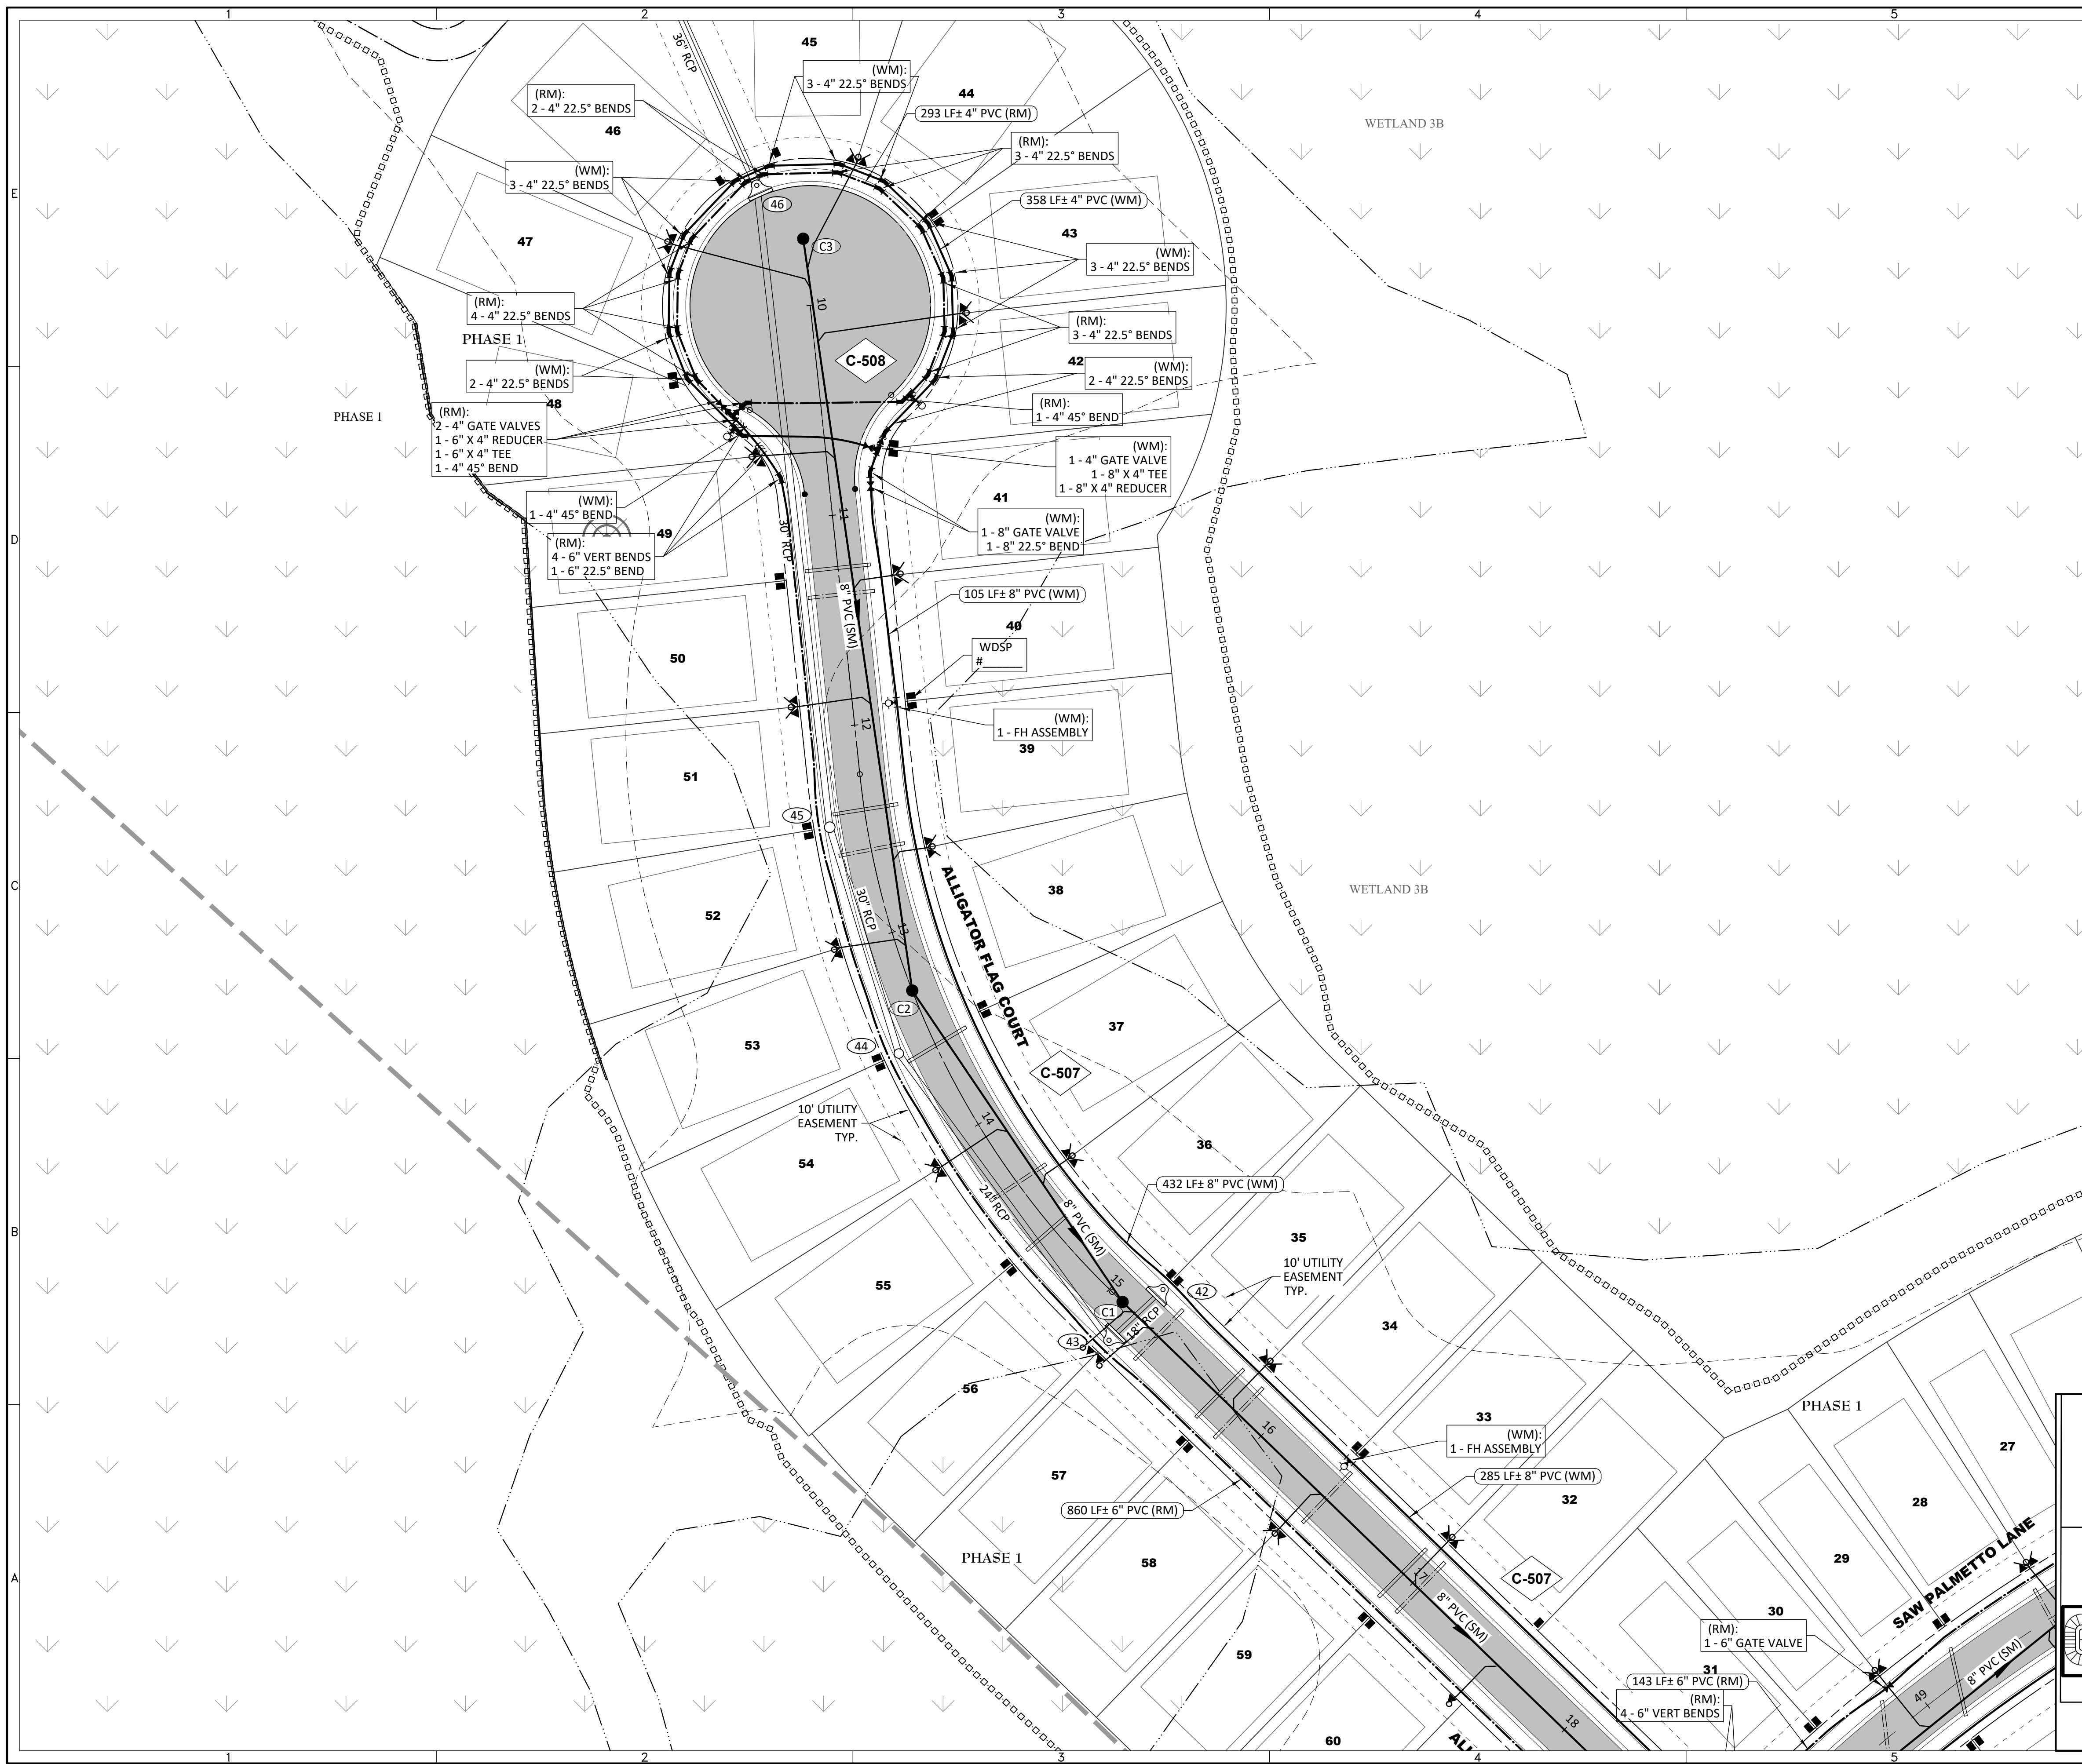 1
2
3
4
5
E
D
C
B
A
36" RCP
45
(WM):
3 - 4" 22.5° BENDS
44
293 LF± 4" PVC (RM)
(RM):
2 - 4" 22.5° BENDS
46
WETLAND 3B
(RM):
3 - 4" 22.5° BENDS
(WM):
3 - 4" 22.5° BENDS
46
358 LF± 4" PVC (WM)
47
C3
43
(WM):
3 - 4" 22.5° BENDS
(RM):
4 - 4" 22.5° BENDS
10
(RM):
3 - 4" 22.5° BENDS
PHASE 1
C-508
42
(WM):
2 - 4" 22.5° BENDS
(WM):
2 - 4" 22.5° BENDS
PHASE 1
48
(RM):
2 - 4" GATE VALVES
1 - 6" X 4" REDUCER
1 - 6" X 4" TEE
1 - 4" 45° BEND
(RM):
1 - 4" 45° BEND
(WM):
1 - 4" GATE VALVE
1 - 8" X 4" TEE
1 - 8" X 4" REDUCER
(WM):
1 - 4" 45° BEND
41
11
(WM):
1 - 8" GATE VALVE
1 - 8" 22.5° BEND
30" RCP
49
(RM):
4 - 6" VERT BENDS
1 - 6" 22.5° BEND
8" PVC (SM)
105 LF± 8" PVC (WM)
40
WDSP
#_____
50
12
(WM):
1 - FH ASSEMBLY
39
51
45
38
WETLAND 3B
30" RCP
13
ALLIGATOR FLAG COURT
52
C2
37
53
44
C-507
10' UTILITY
EASEMENT
TYP.
14
36
54
24" RCP
8" PVC (SM)
432 LF± 8" PVC (WM)
35
10' UTILITY
EASEMENT
TYP.
55
15
42
C1
18" RCP
43
34
56
PHASE 1
33
(WM):
1 - FH ASSEMBLY
16
27
57
285 LF± 8" PVC (WM)
32
28
860 LF± 6" PVC (RM)
PHASE 1
58
29
SAW PALMETTO LANE
C-507
17
8" PVC (SM)
30
(RM):
1 - 6" GATE VALVE
59
31
143 LF± 6" PVC (RM)
(RM):
4 - 6" VERT BENDS
8" PVC (SM)
49
18
60
1
2
3
4
5